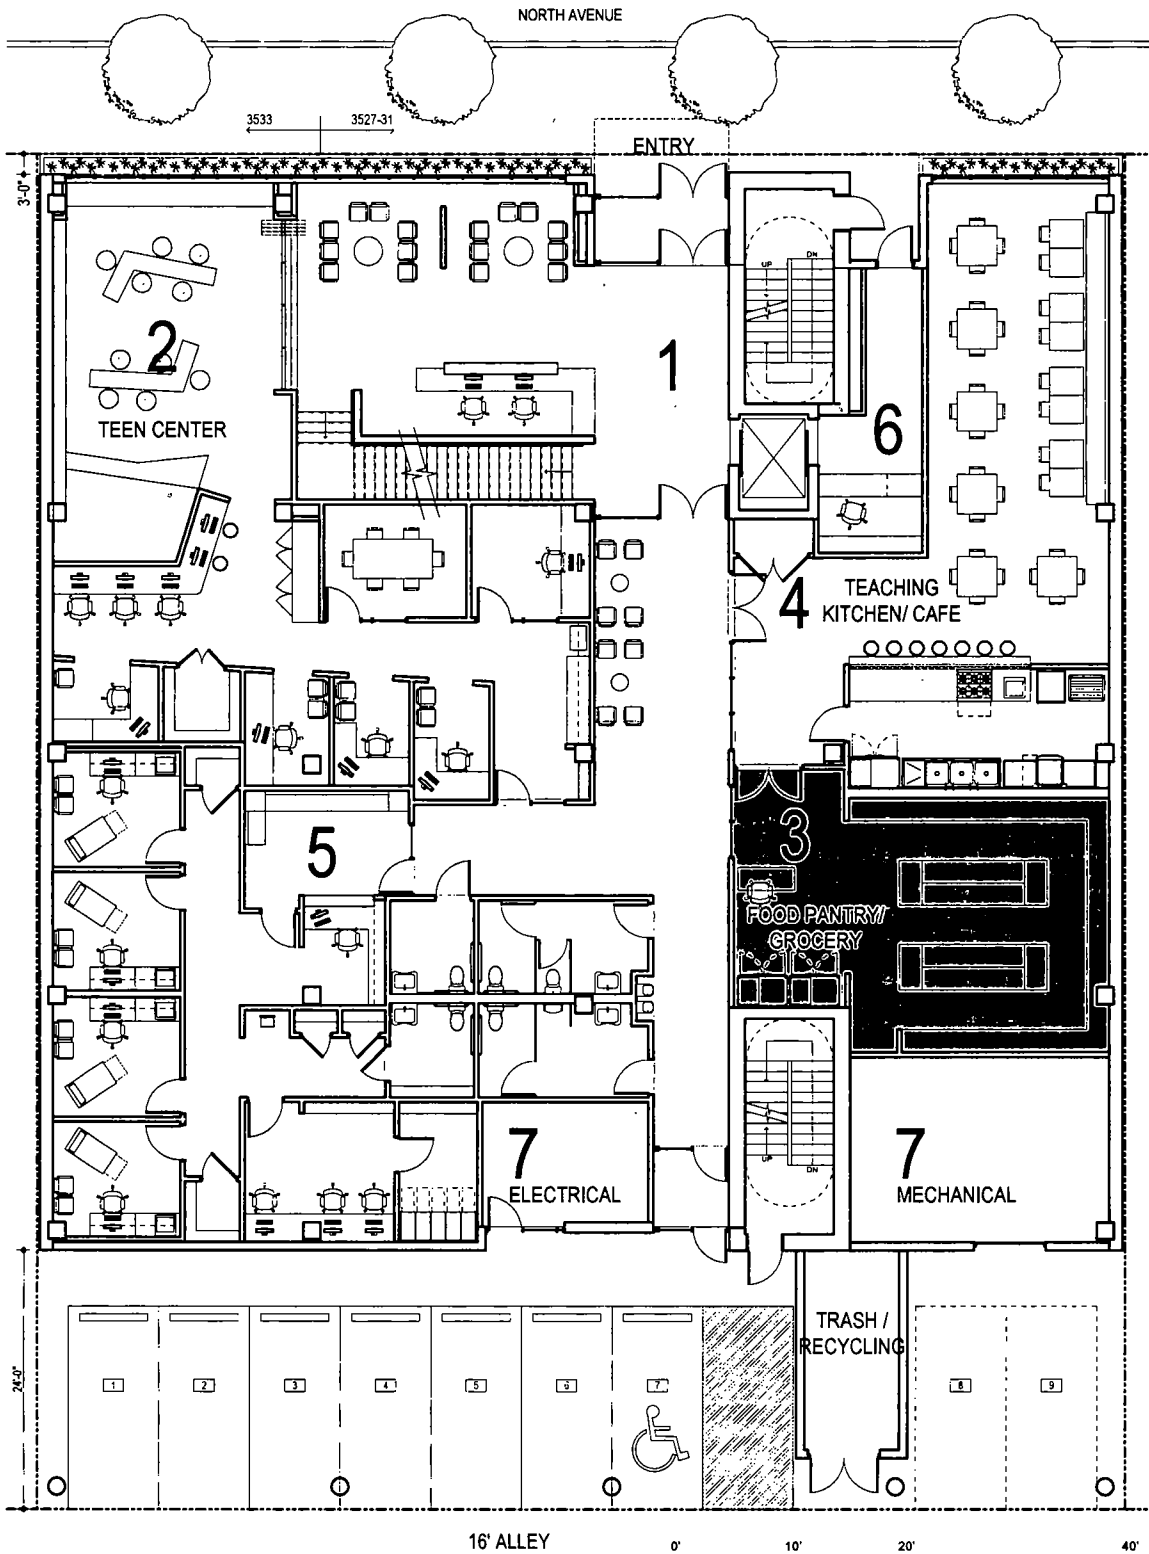 NORTH AVENUE
3533
3527-31
ENTRY
3'-0"
UP
DN
2
1
TEEN CENTER
6
4
TEACHING
KITCHEN/ CAFE
3
5
FOOD PANTRY/
GROCERY
7
ELECTRICAL
UP
DN
7
MECHANICAL
TRASH /
RECYCLING
24'-0"
1
2
3
4
5
6
7
8
9
16' ALLEY
0'
10'
20'
40'